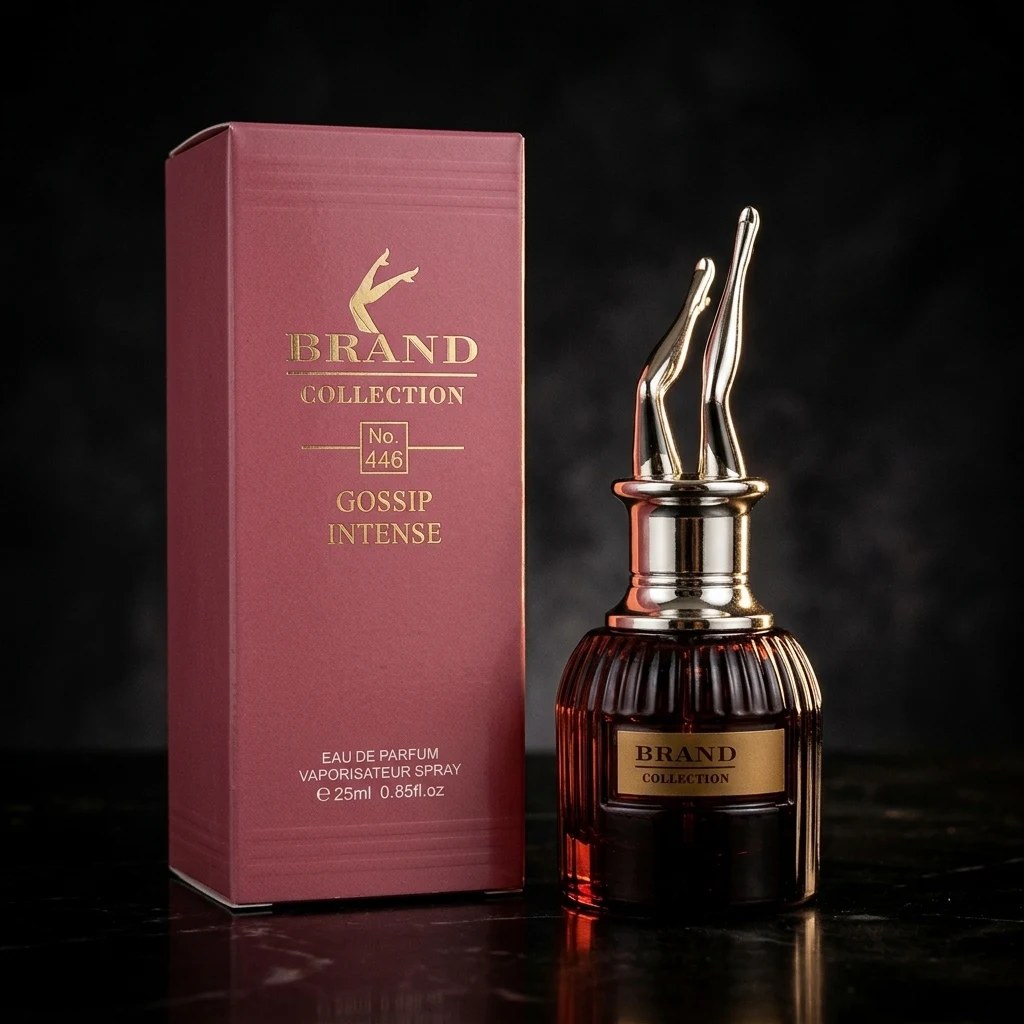 BRAND
COLLECTION
No.
446
GOSSIP
INTENSE
EAU DE PARFUM
VAPORISATEUR SPRAY
℮ 25ml 0.85fl.oz
BRAND
COLLECTION